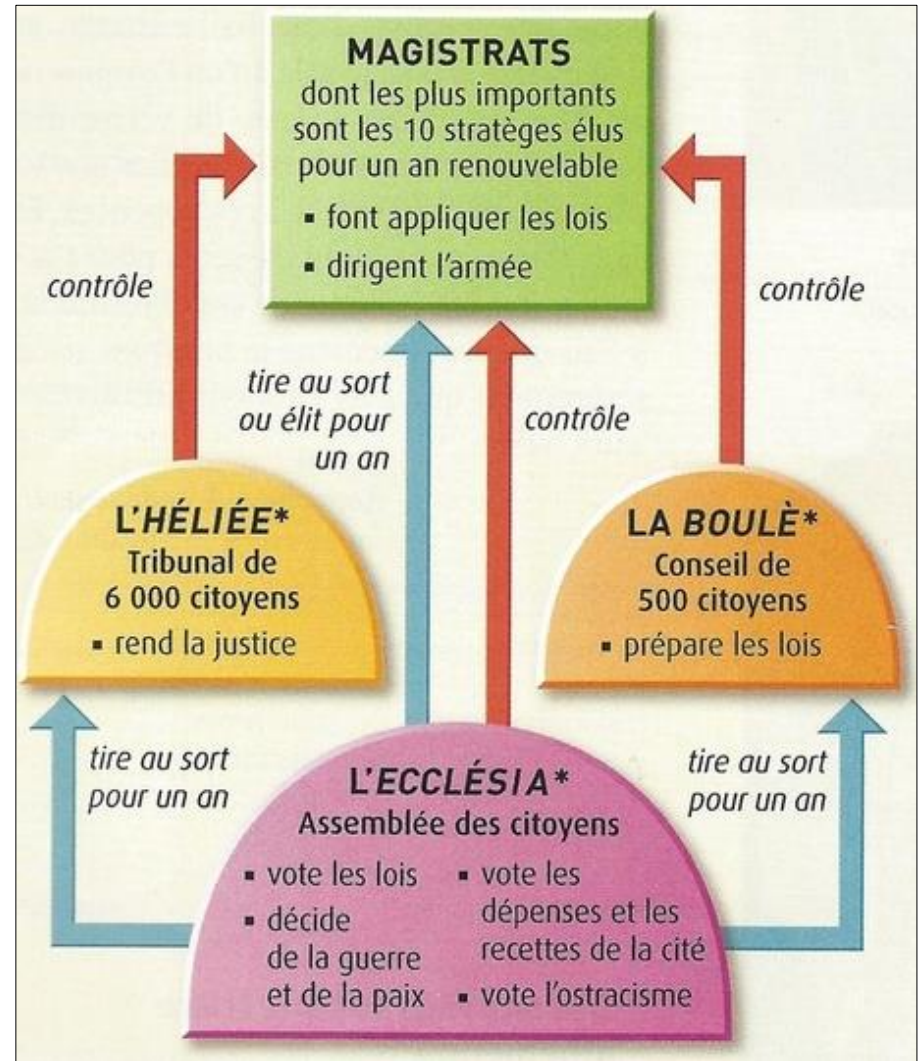 MAGISTRATS
dont les plus importants
sont les 10 stratèges élus
pour un an renouvelable
▪ font appliquer les lois
▪ dirigent l'armée
contrôle
contrôle
tire au sort
ou élit pour
un an
contrôle
L'HÉLIÉE*
Tribunal de
6 000 citoyens
▪ rend la justice
LA BOULÈ*
Conseil de
500 citoyens
▪ prépare les lois
tire au sort
pour un an
tire au sort
pour un an
L'ECCLÉSIA*
Assemblée des citoyens
▪ vote les lois
▪ décide
de la guerre
et de la paix
▪ vote les
dépenses et les
recettes de la cité
▪ vote l'ostracisme